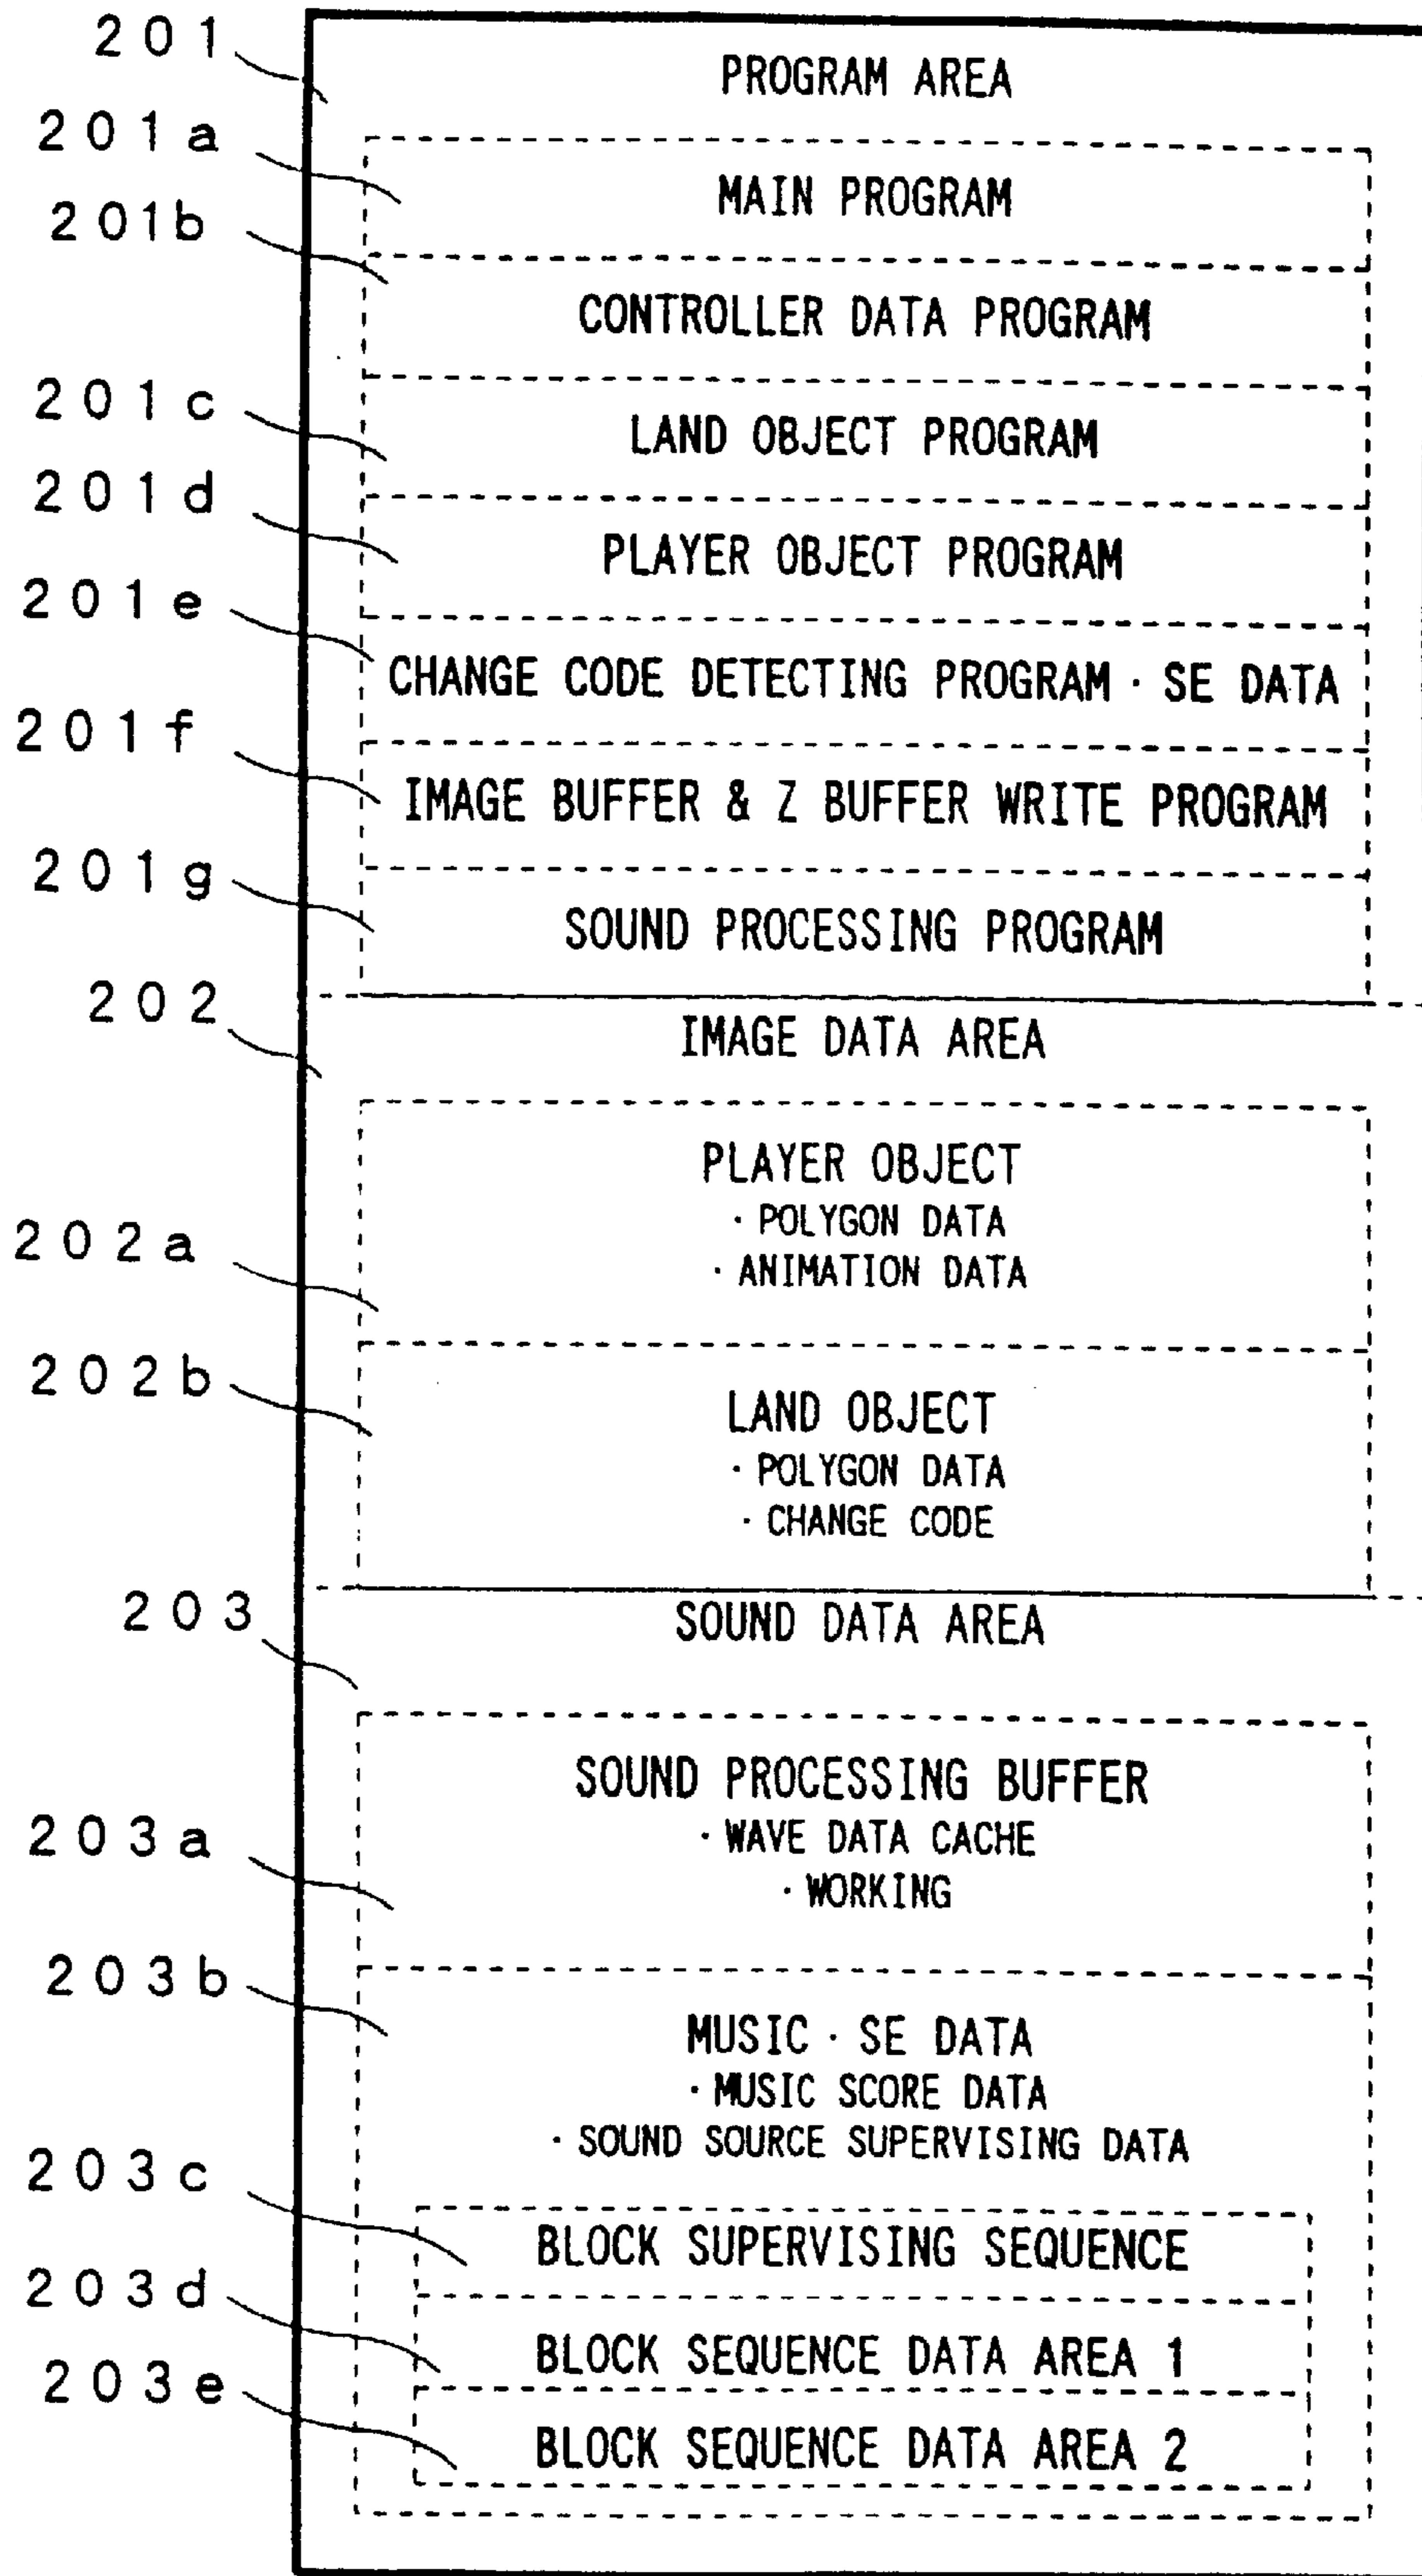 201
PROGRAM AREA
201a
MAIN PROGRAM
201b
CONTROLLER DATA PROGRAM
201c
LAND OBJECT PROGRAM
201d
PLAYER OBJECT PROGRAM
201e
CHANGE CODE DETECTING PROGRAM · SE DATA
201f
IMAGE BUFFER & Z BUFFER WRITE PROGRAM
201g
SOUND PROCESSING PROGRAM
202
IMAGE DATA AREA
PLAYER OBJECT
· POLYGON DATA
202a
· ANIMATION DATA
202b
LAND OBJECT
· POLYGON DATA
· CHANGE CODE
203
SOUND DATA AREA
SOUND PROCESSING BUFFER
203a
· WAVE DATA CACHE
· WORKING
203b
MUSIC · SE DATA
· MUSIC SCORE DATA
· SOUND SOURCE SUPERVISING DATA
203c
BLOCK SUPERVISING SEQUENCE
203d
BLOCK SEQUENCE DATA AREA 1
203e
BLOCK SEQUENCE DATA AREA 2